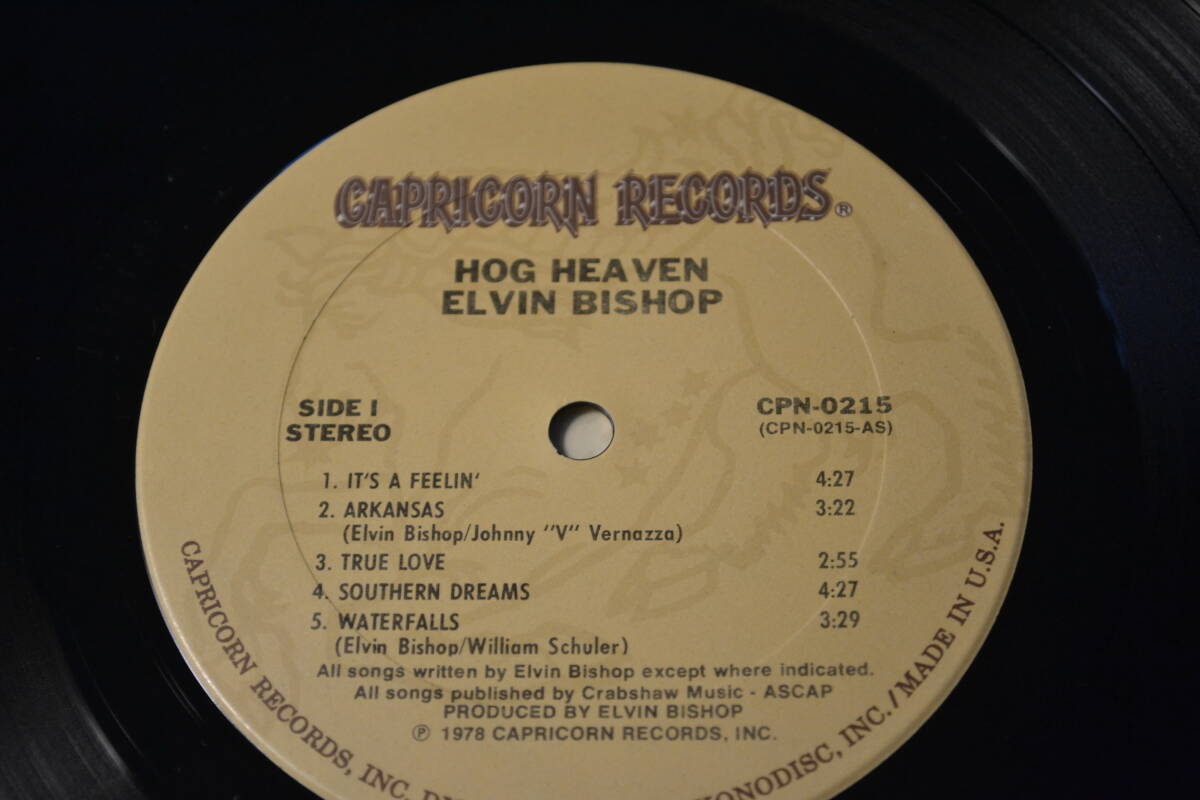 CAPRICORN RECORDS®
HOG HEAVEN
ELVIN BISHOP
SIDE 1
STEREO
CPN-0215
(CPN-0215-AS)
1. IT'S A FEELIN' 4:27
2. ARKANSAS 3:22
(Elvin Bishop/Johnny "V" Vernazza)
3. TRUE LOVE 2:55
4. SOUTHERN DREAMS 4:27
5. WATERFALLS 3:29
(Elvin Bishop/William Schuler)
All songs written by Elvin Bishop except where indicated.
All songs published by Crabshaw Music - ASCAP
PRODUCED BY ELVIN BISHOP
℗ 1978 CAPRICORN RECORDS, INC.
CAPRICORN RECORDS, INC. INC./MADE IN U.S.A.